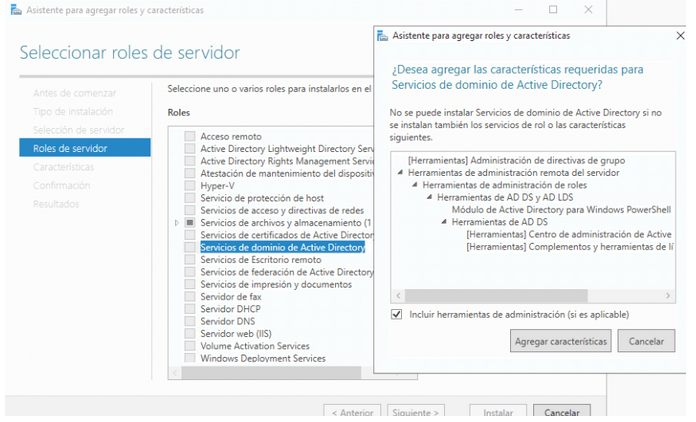 Asistente para agregar roles y características
Seleccionar roles de servidor
Antes de comenzar
Tipo de instalación
Selección de servidor
Roles de servidor
Características
Confirmación
Resultados
Seleccione uno o varios roles para instalarlos en el
Roles
Acceso remoto
Active Directory Lightweight Directory Serv
Active Directory Rights Management Servic
Atestación de mantenimiento del dispositiv
Hyper-V
Servicio de protección de host
Servicios de acceso y directivas de redes
Servicios de archivos y almacenamiento (1
Servicios de certificados de Active Director
Servicios de dominio de Active Directory
Servicios de Escritorio remoto
Servicios de federación de Active Directory
Servicios de impresión y documentos
Servidor de fax
Servidor DHCP
Servidor DNS
Servidor web (IIS)
Volume Activation Services
Windows Deployment Services
< Anterior Siguiente > Instalar Cancelar
Asistente para agregar roles y características
¿Desea agregar las características requeridas para
Servicios de dominio de Active Directory?
No se puede instalar Servicios de dominio de Active Directory si no
se instalan también los servicios de rol o las características
siguientes.
[Herramientas] Administración de directivas de grupo
Herramientas de administración remota del servidor
Herramientas de administración de roles
Herramientas de AD DS y AD LDS
Módulo de Active Directory para Windows PowerShell
Herramientas de AD DS
[Herramientas] Centro de administración de Active
[Herramientas] Complementos y herramientas de lí
Incluir herramientas de administración (si es aplicable)
Agregar características Cancelar